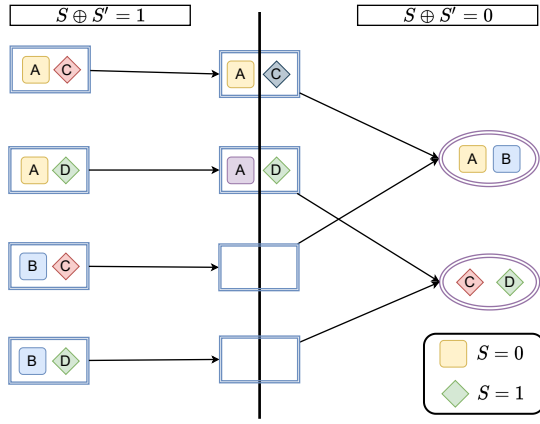 S ⊕ S′ = 1
S ⊕ S′ = 0
A C
A C
A D
A D
A B
B C
C D
B D
S = 0
S = 1